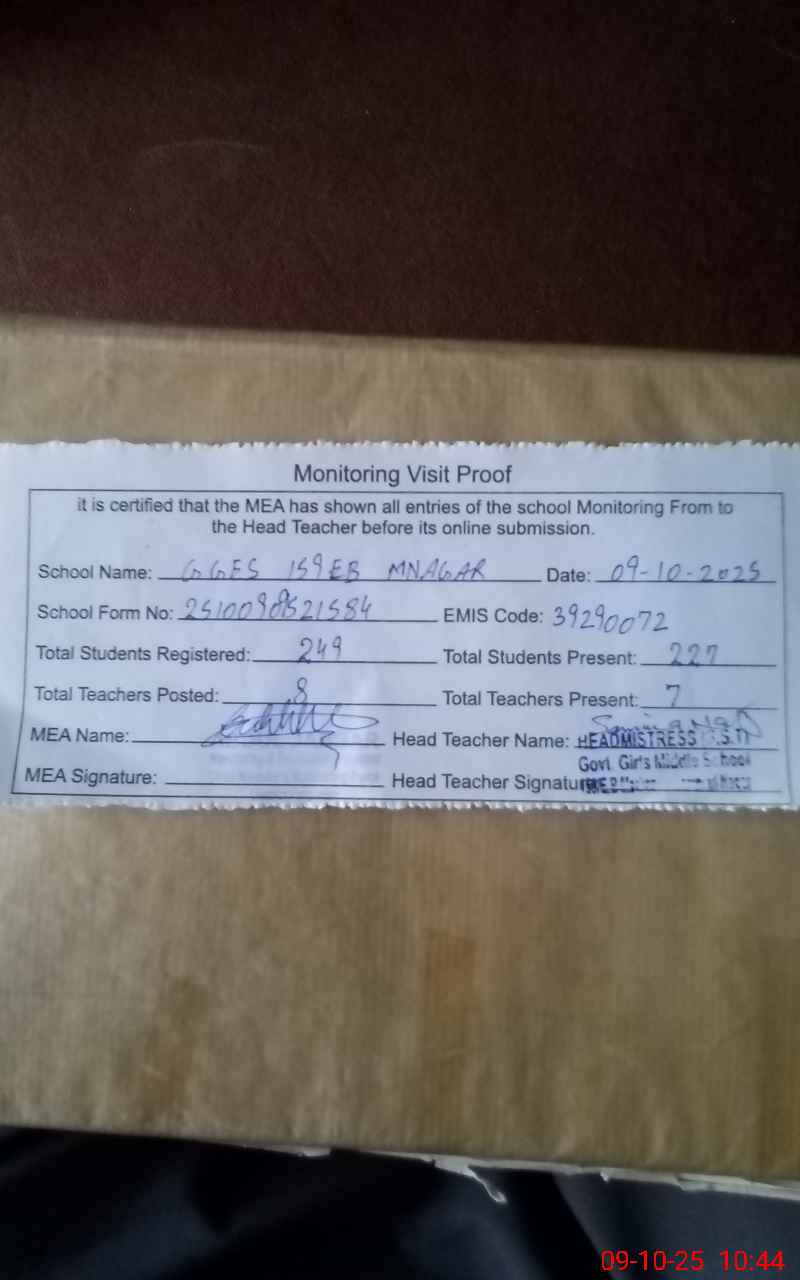 Monitoring Visit Proof
it is certified that the MEA has shown all entries of the school Monitoring From to
the Head Teacher before its online submission.
School Name: GGES 159EB MNAGAR Date: 09-10-2025
School Form No: EMIS Code: 39290072
Total Students Registered: 249 Total Students Present: 227
Total Teachers Posted: 8 Total Teachers Present: 7
MEA Name: Head Teacher Name: HEADMISTRESS
Govt. Girls Middle School
MEA Signature: Head Teacher Signature
09-10-25 10:44